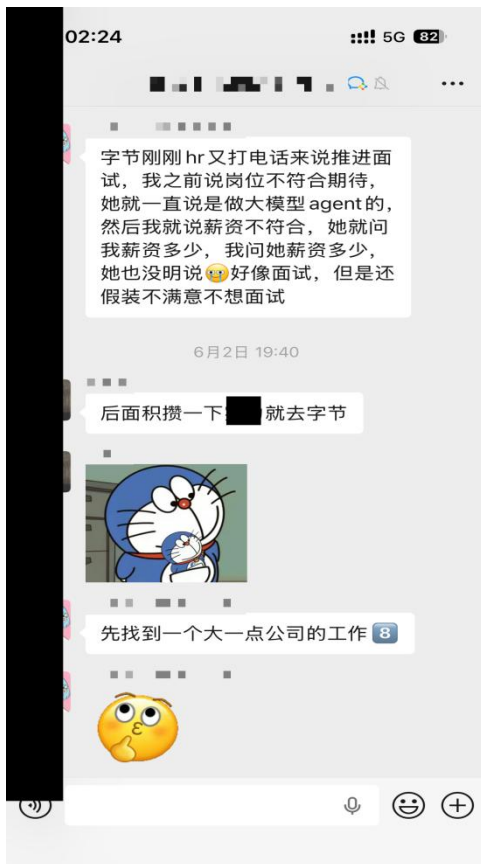 02:24
5G 82
字节刚刚hr又打电话来说推进面
试，我之前说岗位不符合期待，
她就一直说是做大模型agent的，
然后我就说薪资不符合，她就问
我薪资多少，我问她薪资多少，
她也没明说😭好像面试，但是还
假装不满意不想面试
6月2日 19:40
后面积攒一下 就去字节
先找到一个大一点公司的工作8️⃣